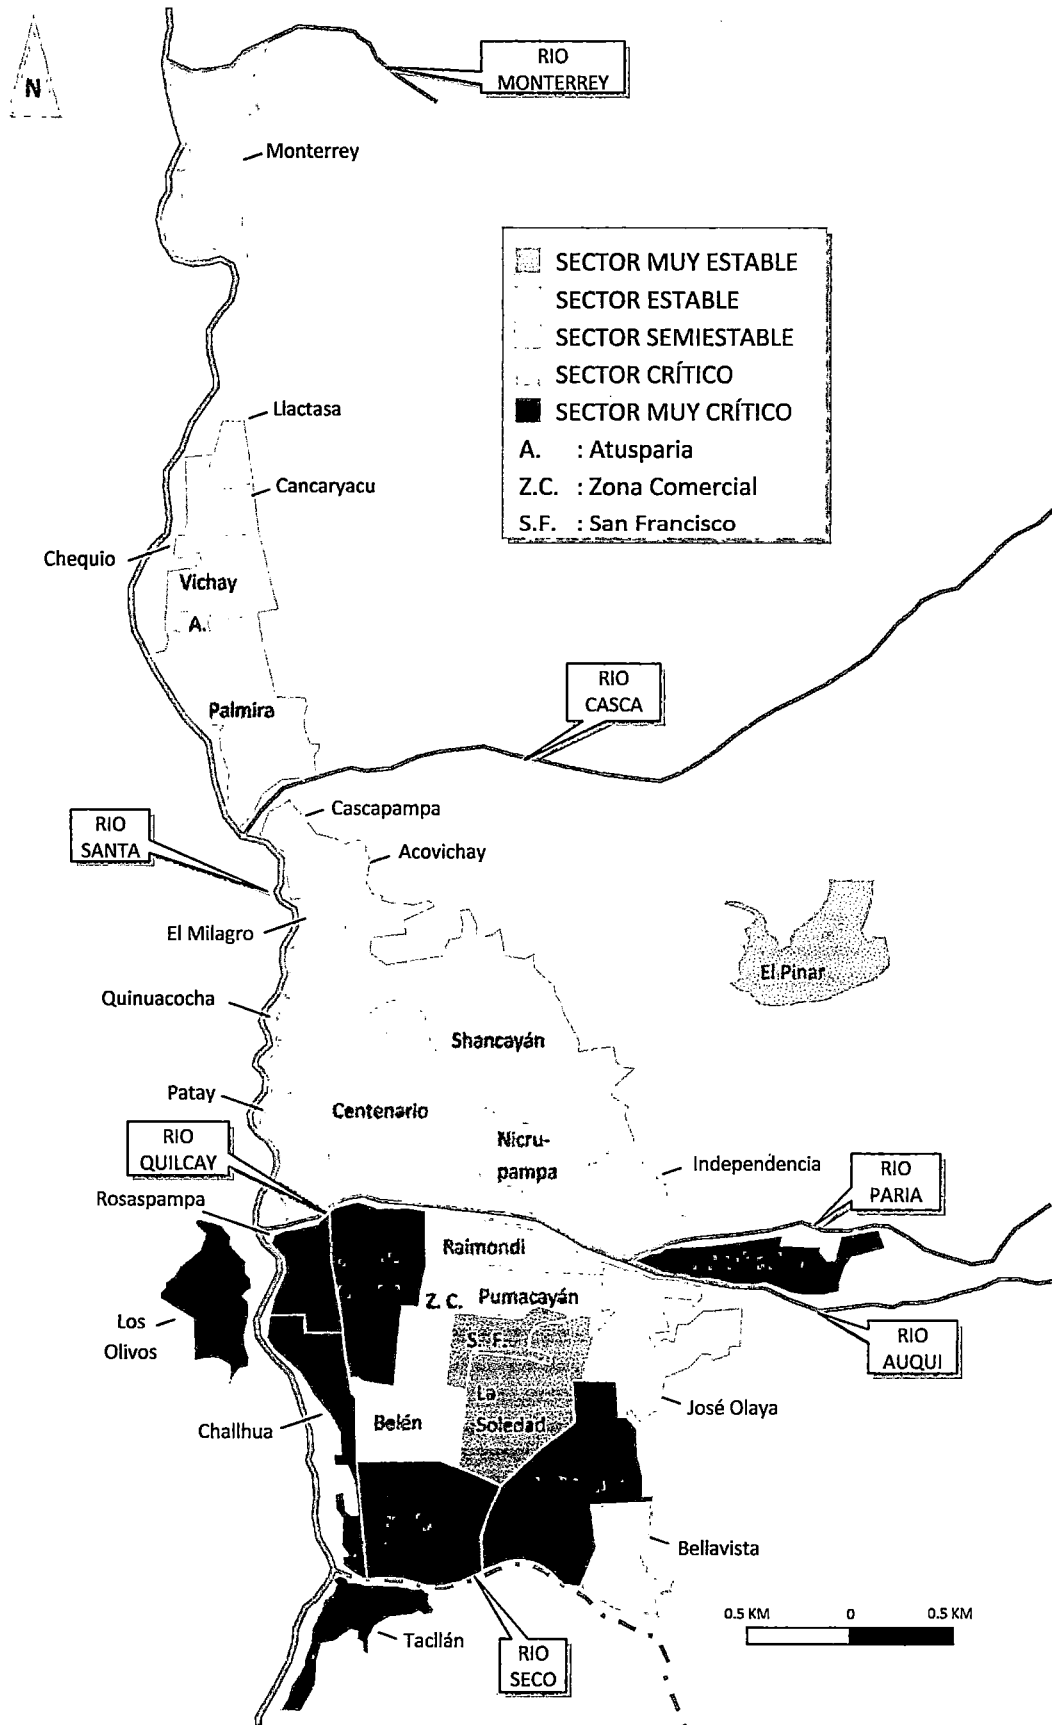 RIO
MONTERREY
N
Monterrey
SECTOR MUY ESTABLE
SECTOR ESTABLE
SECTOR SEMIESTABLE
SECTOR CRÍTICO
SECTOR MUY CRÍTICO
A. : Atusparia
Z.C. : Zona Comercial
S.F. : San Francisco
Llactasa
Cancaryacu
Chequio
Vichay
A.
RIO
CASCA
Palmira
Cascapampa
RIO
SANTA
Acovichay
El Milagro
El Pinar
Quinuacocha
Shancayán
Patay
Centenario
Nicru-
pampa
RIO
QUILCAY
Independencia
RIO
PARIA
Rosaspampa
Raimondi
Z. C.
Pumacayán
Los
Olivos
S. F.
RIO
AUQUI
La
Soledad
José Olaya
Challhua
Belén
Bellavista
0.5 KM 0 0.5 KM
Tacllán
RIO
SECO